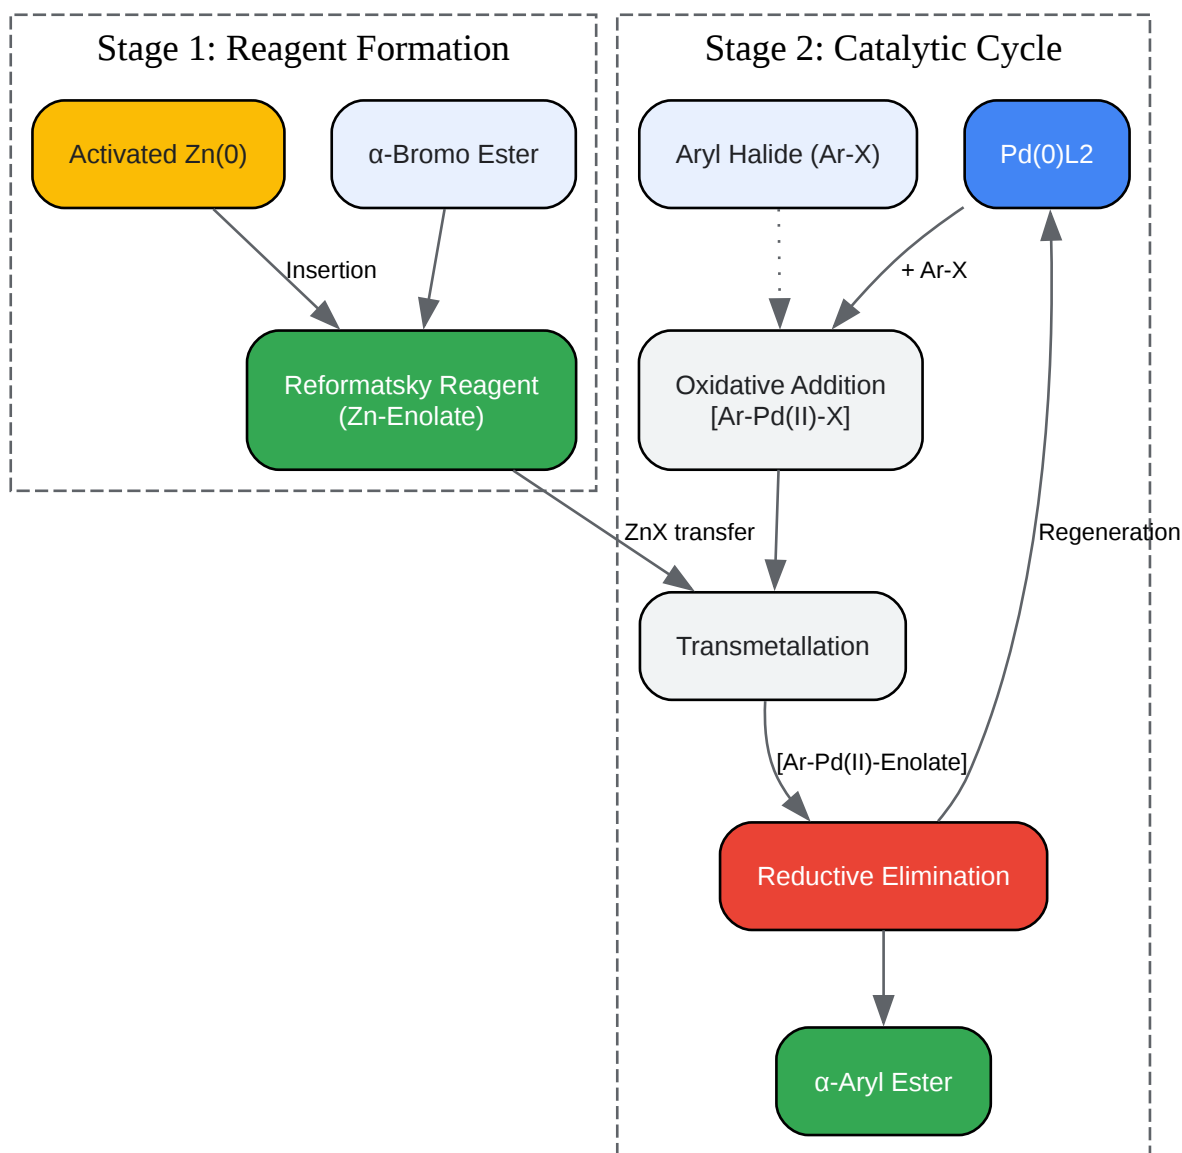 Stage 1: Reagent Formation
Stage 2: Catalytic Cycle
Activated Zn(0)
α-Bromo Ester
Aryl Halide (Ar-X)
Pd(0)L2
Insertion
+ Ar-X
Reformatsky Reagent
(Zn-Enolate)
Oxidative Addition
[Ar-Pd(II)-X]
ZnX transfer
Regeneration
Transmetallation
[Ar-Pd(II)-Enolate]
Reductive Elimination
α-Aryl Ester